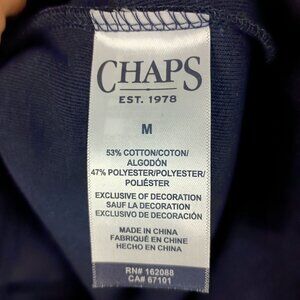 CHAPS
EST. 1978
M
53% COTTON/COTON/
ALGODÓN
47% POLYESTER/POLYESTER/
POLIÉSTER
EXCLUSIVE OF DECORATION
SAUF LA DECORATION
EXCLUSIVO DE DECORACIÓN
MADE IN CHINA
FABRIQUÉ EN CHINE
HECHO EN CHINA
RN# 162088
CA# 67101